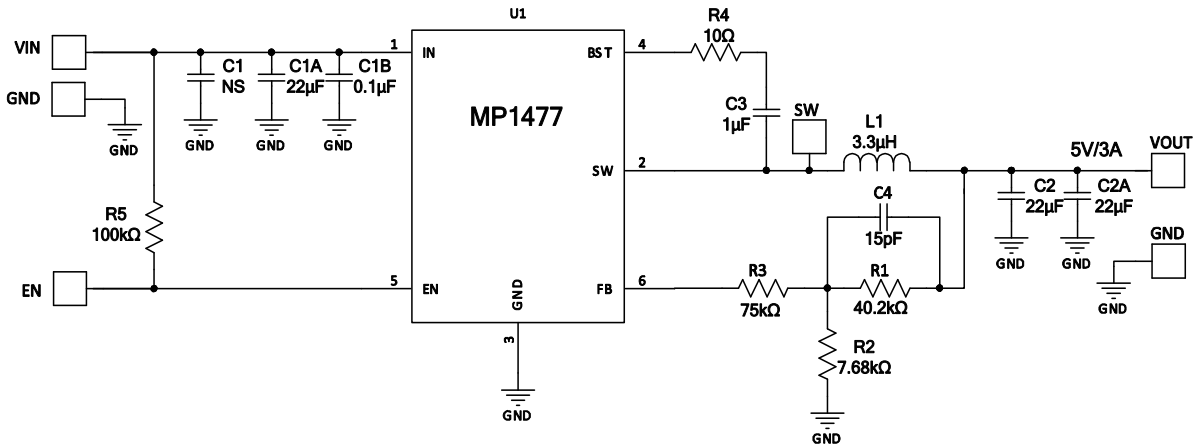 U1
VIN
GND
GND
C1
NS
GND
C1A
22µF
GND
C1B
0.1µF
GND
R5
100kΩ
EN
1
IN
5
EN
MP1477
GND
3
GND
BST
4
SW
2
FB
6
R4
10Ω
C3
1µF
SW
L1
3.3µH
C4
15pF
R3
75kΩ
R1
40.2kΩ
R2
7.68kΩ
GND
5V/3A
VOUT
C2
22µF
GND
C2A
22µF
GND
GND
GND